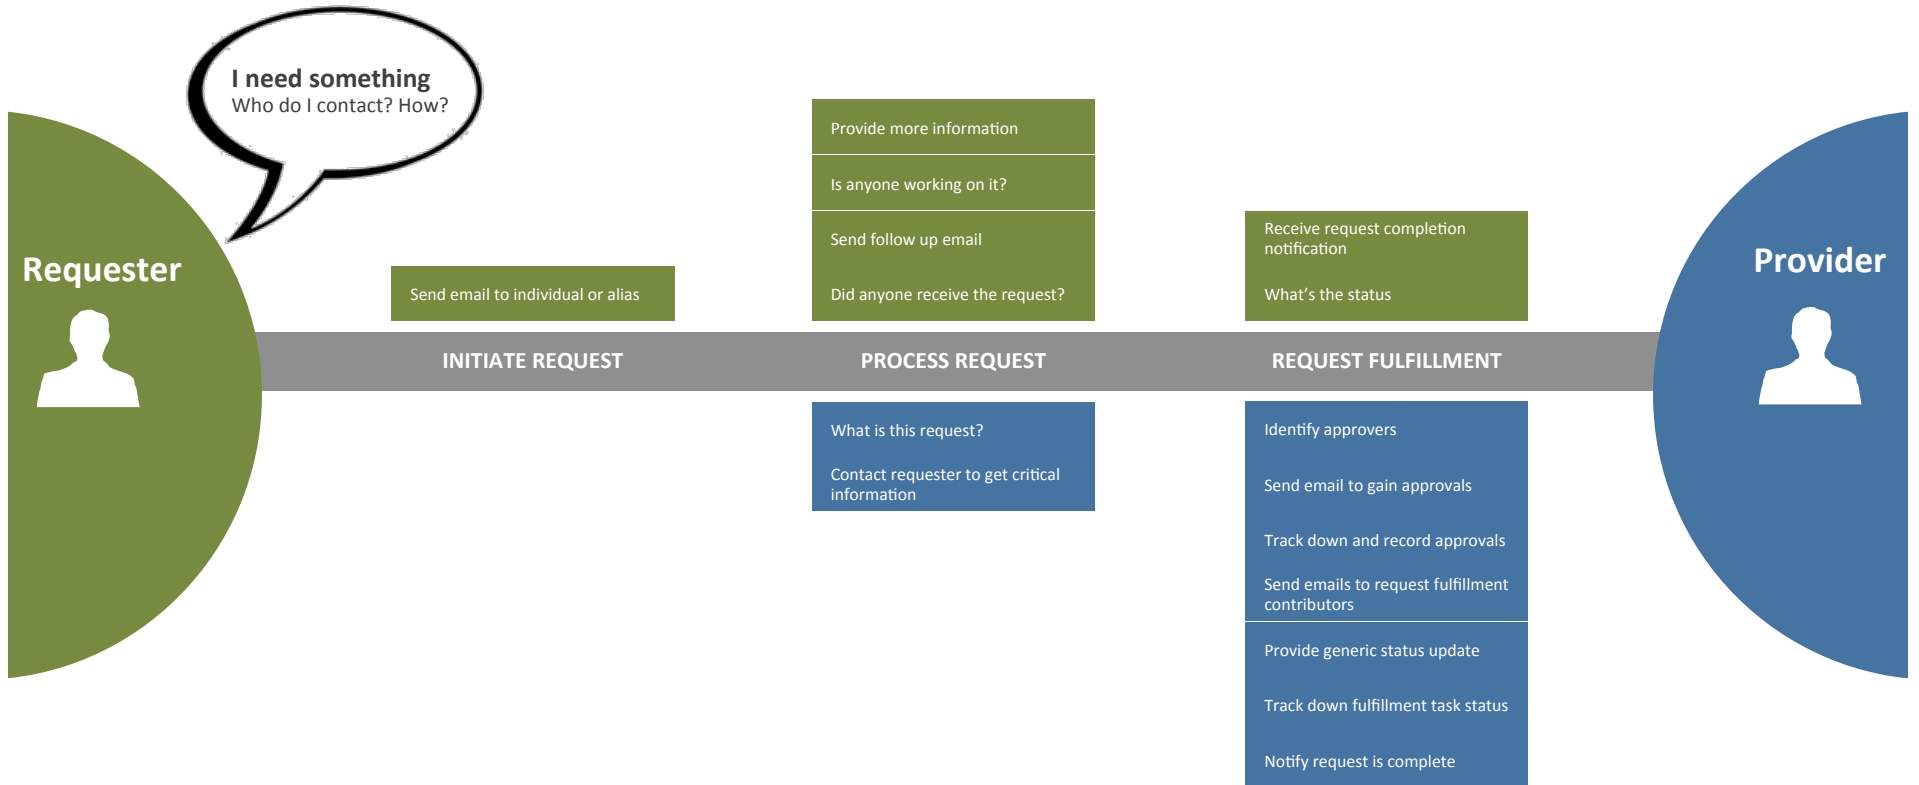 I need something
Who do I contact? How?
Requester
Send email to individual or alias
Provide more information
Is anyone working on it?
Send follow up email
Did anyone receive the request?
Receive request completion
notification
What's the status
Provider
INITIATE REQUEST
PROCESS REQUEST
REQUEST FULFILLMENT
What is this request?
Contact requester to get critical
information
Identify approvers
Send email to gain approvals
Track down and record approvals
Send emails to request fulfillment
contributors
Provide generic status update
Track down fulfillment task status
Notify request is complete